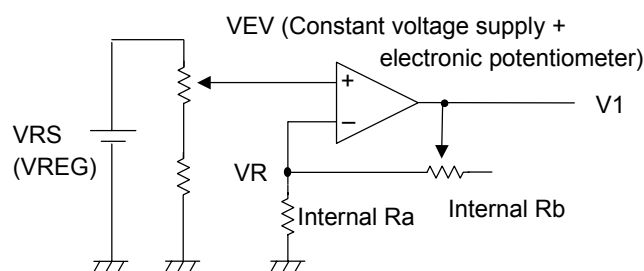 VEV (Constant voltage supply +
electronic potentiometer)
+
V1
−
VRS
(VREG)
VR
Internal Rb
Internal Ra